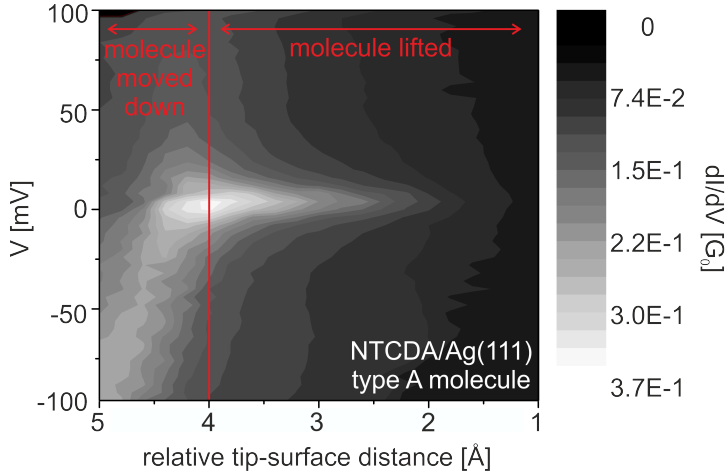 100
50
0
-50
-100
V [mV]
molecule
moved
down
molecule lifted
NTCDA/Ag(111)
type A molecule
5
4
3
2
1
relative tip-surface distance [Å]
0
7.4E-2
1.5E-1
2.2E-1
3.0E-1
3.7E-1
dI/dV [G₀]